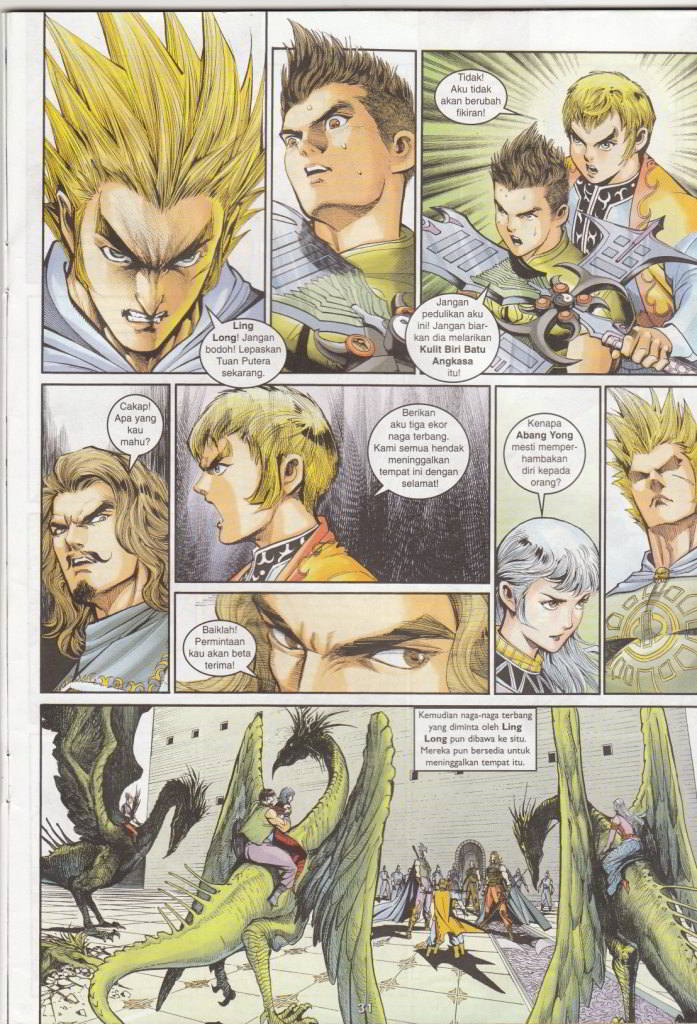 Ling
Long! Jangan
bodoh! Lepaskan
Tuan Putera
sekarang.
Tidak!
Aku tidak
akan berubah
fikiran!
Jangan
pedulikan aku
ini! Jangan biar-
kan dia melarikan
Kulit Biri Batu
Angkasa
itu!
Cakap!
Apa yang
kau
mahu?
Berikan
aku tiga ekor
naga terbang.
Kami semua hendak
meninggalkan
tempat ini dengan
selamat!
Baiklah!
Permintaan
kau akan beta
terima!
Kenapa
Abang Yong
mesti memper-
hambakan
diri kepada
orang?
Kemudian naga-naga terbang
yang diminta oleh Ling
Long pun dibawa ke situ.
Mereka pun bersedia untuk
meninggalkan tempat itu.
31